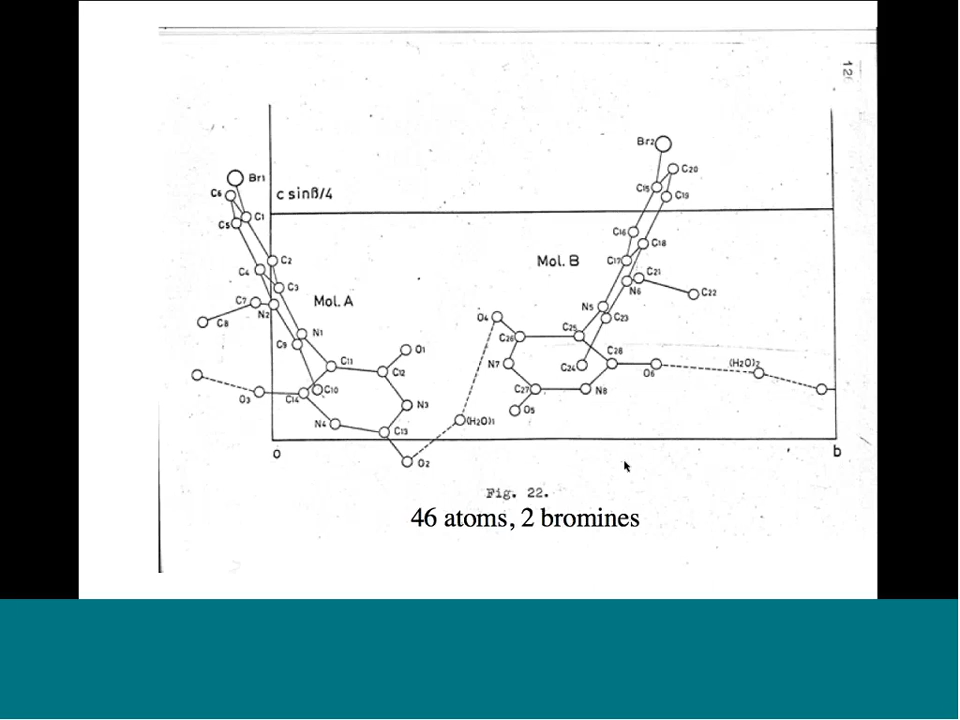 12
Br2
C20
Br1
C6
c sinß/4
C15
C19
C5
C1
C16
C18
C2
Mol. B
C17
C4
C21
C3
N6
C22
C7
Mol. A
N2
N5
C8
O4
C23
N1
C25
C9
C26
O1
C28
C11
N7
C24
(H2O)2
C12
O6
C10
C27
N8
O3
C14
N3
O5
N4
(H2O)1
C13
O
O2
b
Fig. 22.
46 atoms, 2 bromines